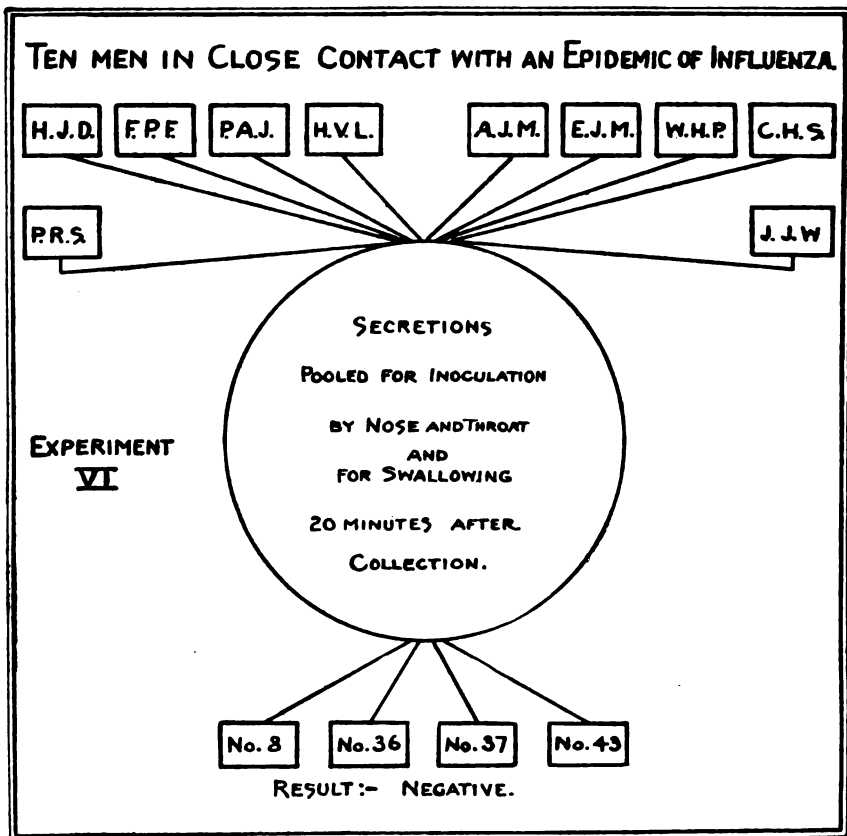 TEN MEN IN CLOSE CONTACT WITH AN EPIDEMIC OF INFLUENZA.
H.J.D. F.P.F. P.A.J. H.V.L. A.J.M. E.J.M. W.H.P. C.H.S.
P.R.S. J.J.W
SECRETIONS
POOLED FOR INOCULATION
BY NOSE AND THROAT
AND
FOR SWALLOWING
20 MINUTES AFTER
COLLECTION.
EXPERIMENT
VI
No. 8 No. 36 No. 37 No. 43
RESULT:- NEGATIVE.